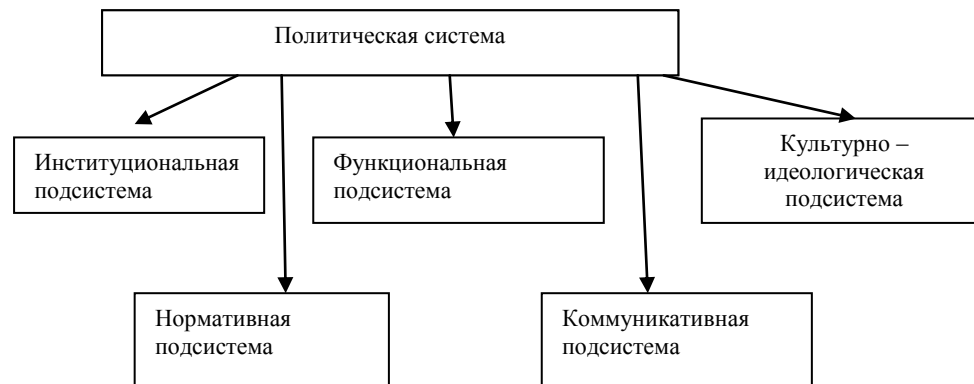 Политическая система
Институциональная
подсистема
Функциональная
подсистема
Культурно –
идеологическая
подсистема
Нормативная
подсистема
Коммуникативная
подсистема